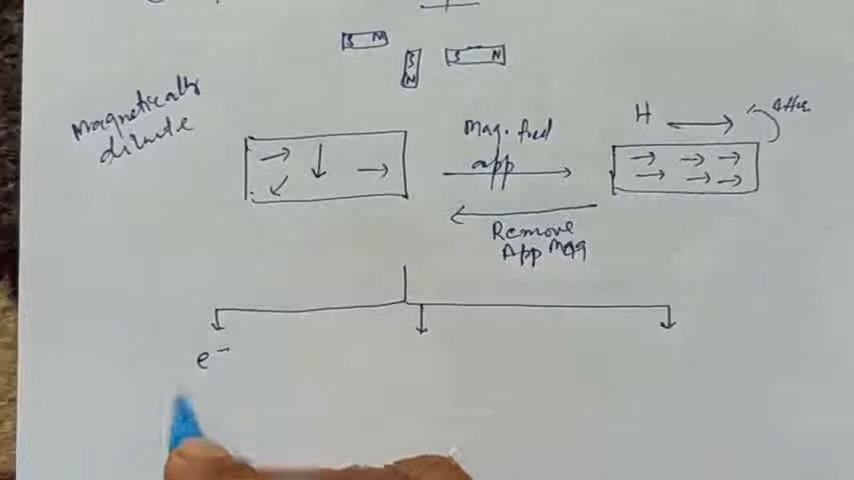 S N
S N
S N
Magnetically
dilute
Mag. field
app
H
Remove
App Mag
e⁻